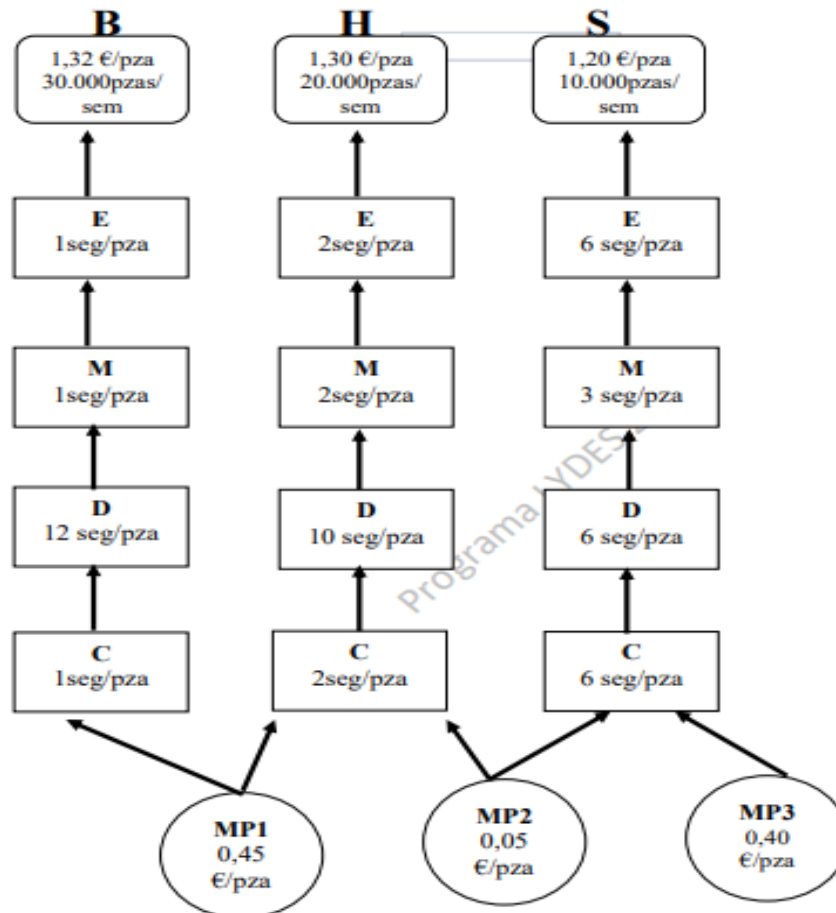 B H S
1,32 €/pza
30.000pzas/
sem
1,30 €/pza
20.000pzas/
sem
1,20 €/pza
10.000pzas/
sem
E
1seg/pza
E
2seg/pza
E
6 seg/pza
M
1seg/pza
M
2seg/pza
M
3 seg/pza
D
12 seg/pza
D
10 seg/pza
D
6 seg/pza
C
1seg/pza
C
2seg/pza
C
6 seg/pza
MP1
0,45
€/pza
MP2
0,05
€/pza
MP3
0,40
€/pza
Programa LYDES